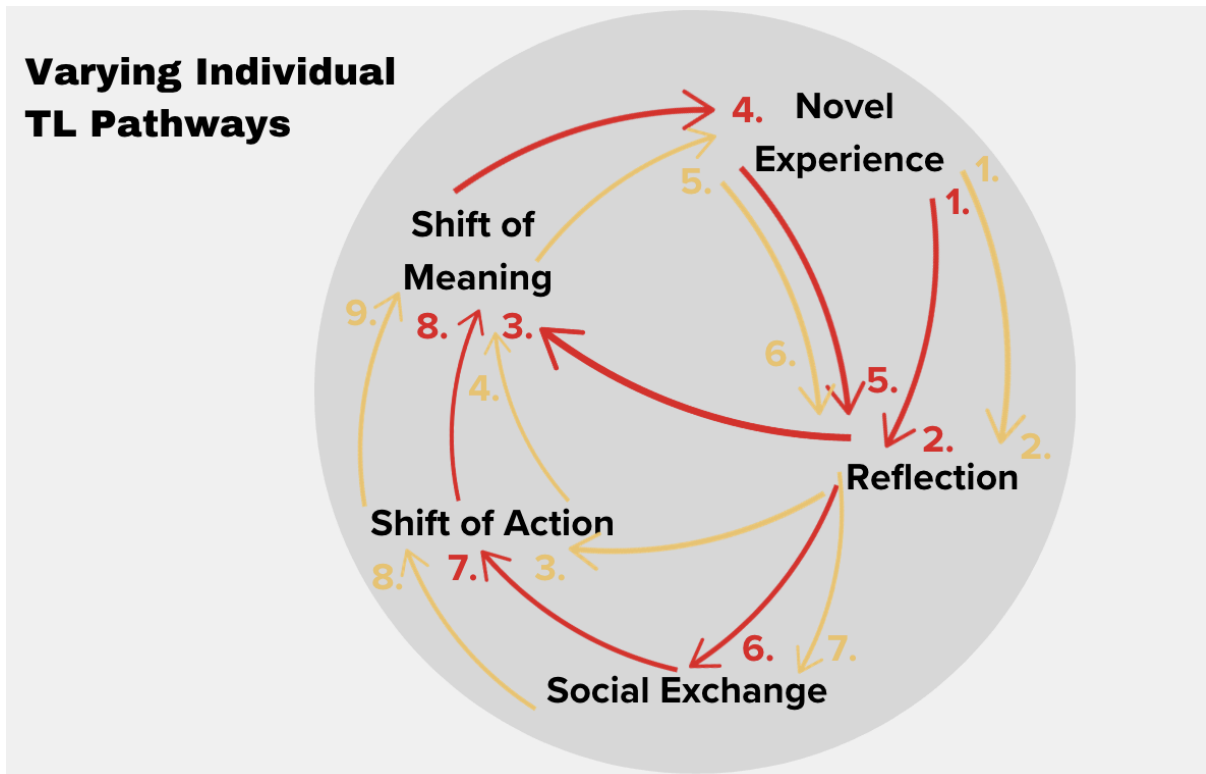 Varying Individual
TL Pathways
4. Novel
Experience
1.
5.
1.
Shift of
Meaning
9.
8. 3.
4.
6.
5.
2.
2.
Reflection
Shift of Action
8.
7.
3.
6.
7.
Social Exchange